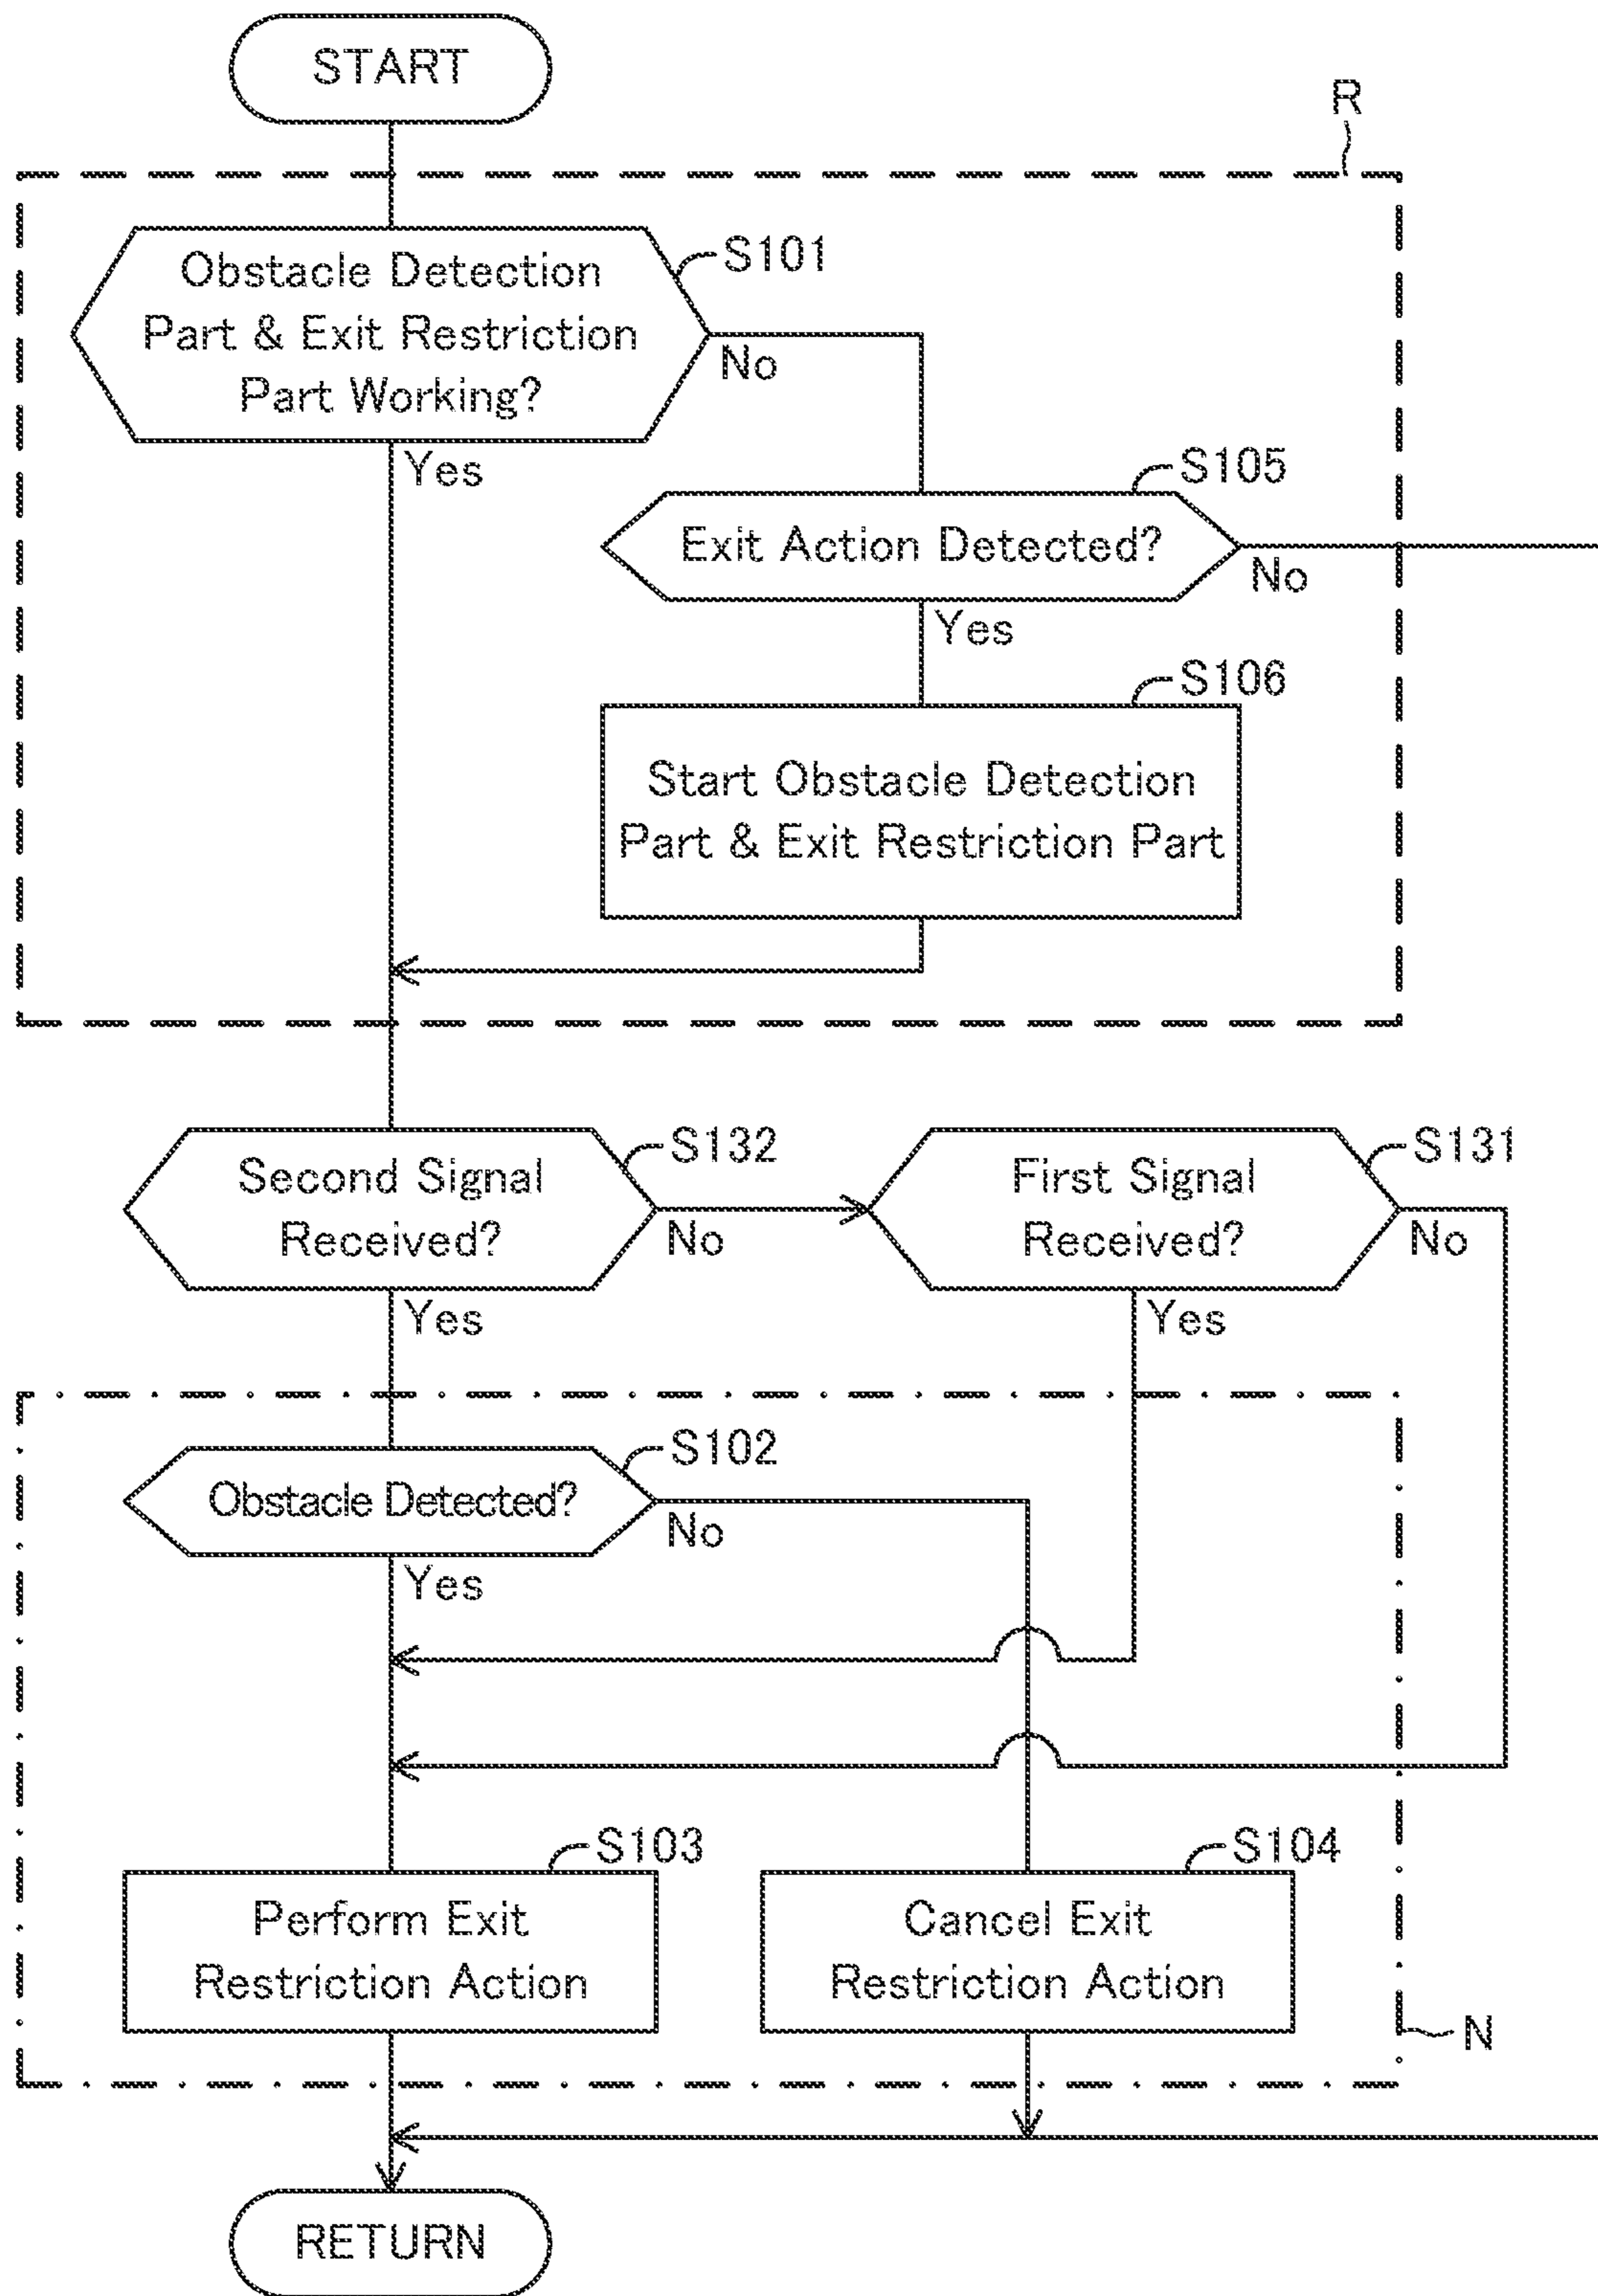 START
R
S101
Obstacle Detection
Part & Exit Restriction
Part Working?
No
Yes
S105
Exit Action Detected?
No
Yes
S106
Start Obstacle Detection
Part & Exit Restriction Part
S132
Second Signal
Received?
No
Yes
S131
First Signal
Received?
No
Yes
S102
Obstacle Detected?
No
Yes
S103
Perform Exit
Restriction Action
S104
Cancel Exit
Restriction Action
N
RETURN